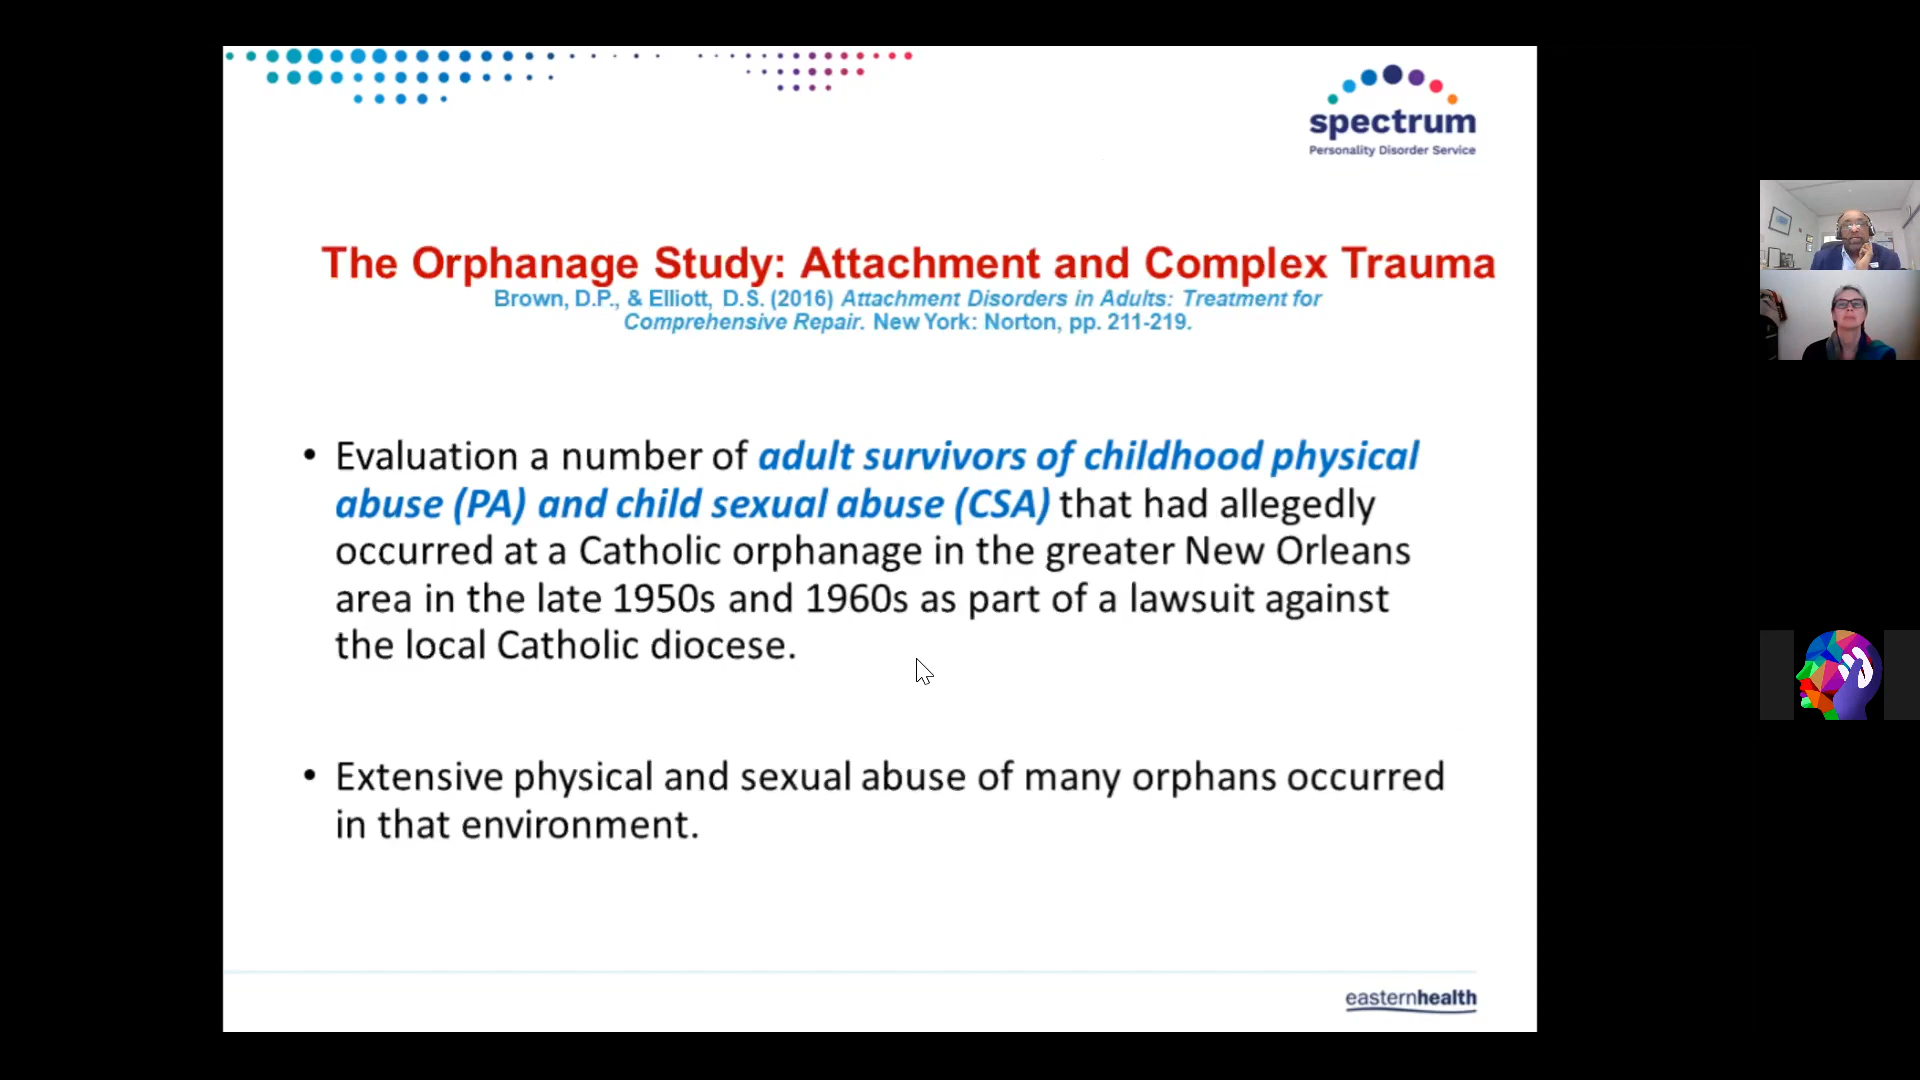 spectrum
Personality Disorder Service
The Orphanage Study: Attachment and Complex Trauma
Brown, D.P., & Elliott, D.S. (2016) Attachment Disorders in Adults: Treatment for
Comprehensive Repair. New York: Norton, pp. 211-219.
• Evaluation a number of adult survivors of childhood physical
abuse (PA) and child sexual abuse (CSA) that had allegedly
occurred at a Catholic orphanage in the greater New Orleans
area in the late 1950s and 1960s as part of a lawsuit against
the local Catholic diocese.
• Extensive physical and sexual abuse of many orphans occurred
in that environment.
easternhealth